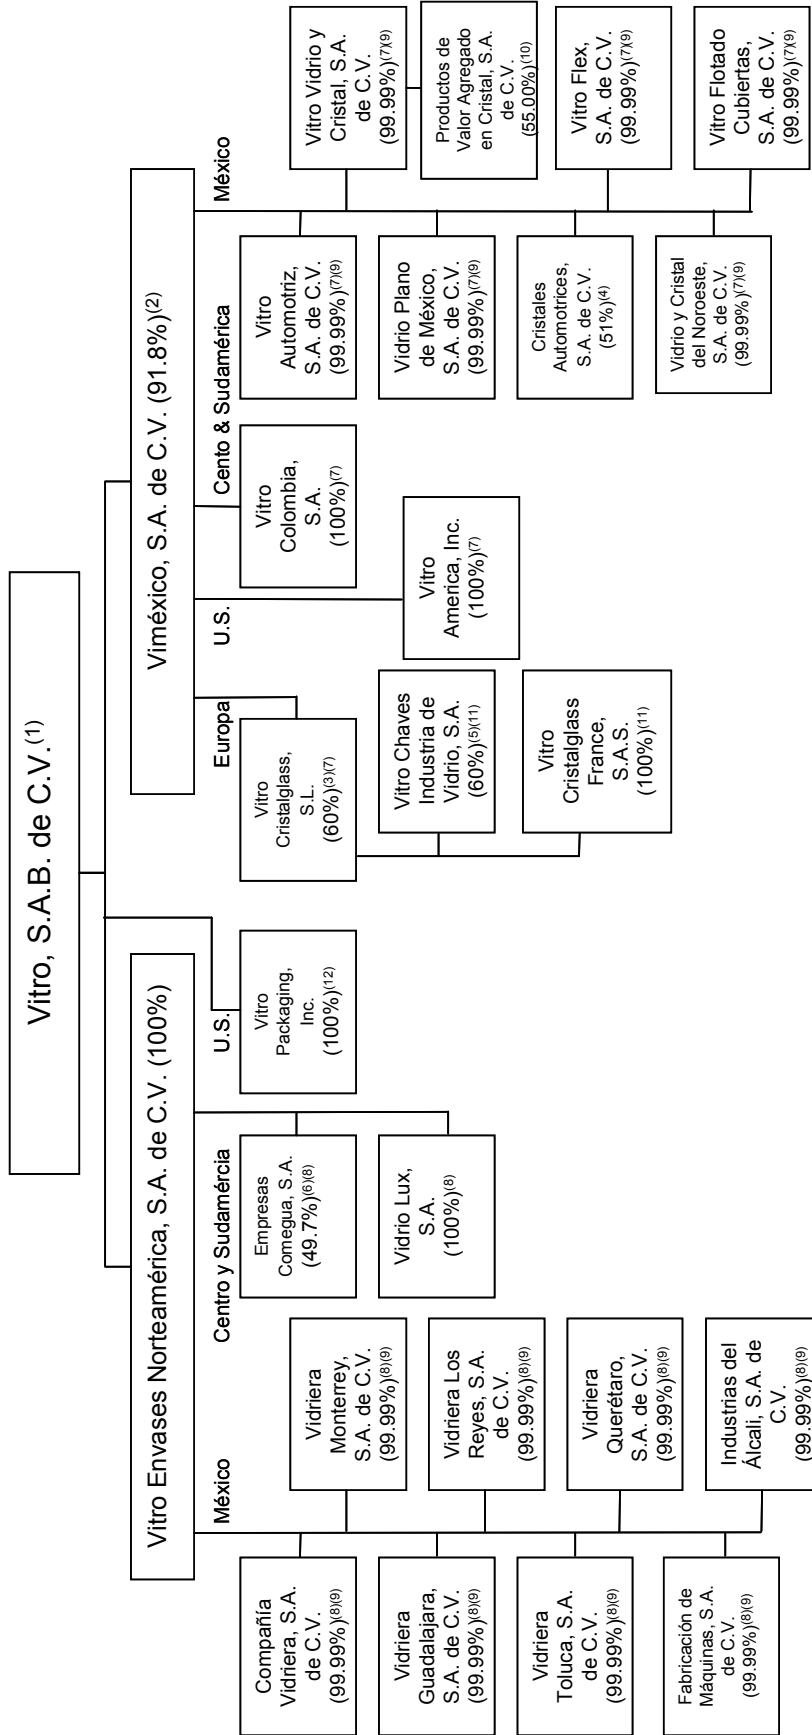 Vitro, S.A.B. de C.V.(1)
Vitro Envases Norteamérica, S.A. de C.V. (100%)
México
Compañía
Vidriera, S.A.
de C.V.
(99.99%)(8)(9)
Vidriera
Guadalajara,
S.A. de C.V.
(99.99%)(8)(9)
Vidriera
Toluca, S.A.
de C.V.
(99.99%)(8)(9)
Fabricación de
Máquinas, S.A.
de C.V.
(99.99%)(8)(9)
Vidriera
Monterrey,
S.A. de C.V.
(99.99%)(8)(9)
Vidriera Los
Reyes, S.A.
de C.V.
(99.99%)(8)(9)
Vidriera
Querétaro,
S.A. de C.V.
(99.99%)(8)(9)
Industrias del
Álcali, S.A. de
C.V.
(99.99%)(8)(9)
Centro y Sudamércia
Empresas
Comegua, S.A.
(49.7%)(6)(8)
Vidrio Lux,
S.A.
(100%)(8)
U.S.
Vitro
Packaging,
Inc.
(100%)(12)
Viméxico, S.A. de C.V. (91.8%)(2)
Europa
Vitro
Cristalglass,
S.L.
(60%)(3)(7)
Vitro Chaves
Industria de
Vidrio, S.A.
(60%)(5)(11)
Vitro
Cristalglass
France,
S.A.S.
(100%)(11)
U.S.
Vitro
America, Inc.
(100%)(7)
Cento & Sudamérica
Vitro
Colombia,
S.A.
(100%)(7)
México
Vitro
Automotriz,
S.A. de C.V.
(99.99%)(7)(9)
Vidrio Plano
de México,
S.A. de C.V.
(99.99%)(7)(9)
Cristales
Automotrices,
S.A. de C.V.
(51%)(4)
Vidrio y Cristal
del Noroeste,
S.A. de C.V.
(99.99%)(7)(9)
Vitro Vidrio y
Cristal, S.A.
de C.V.
(99.99%)(7)(9)
Productos de
Valor Agregado
en Cristal, S.A.
de C.V.
(55.00%)(10)
Vitro Flex,
S.A. de C.V.
(99.99%)(7)(9)
Vitro Flotado
Cubiertas,
S.A. de C.V.
(99.99%)(7)(9)